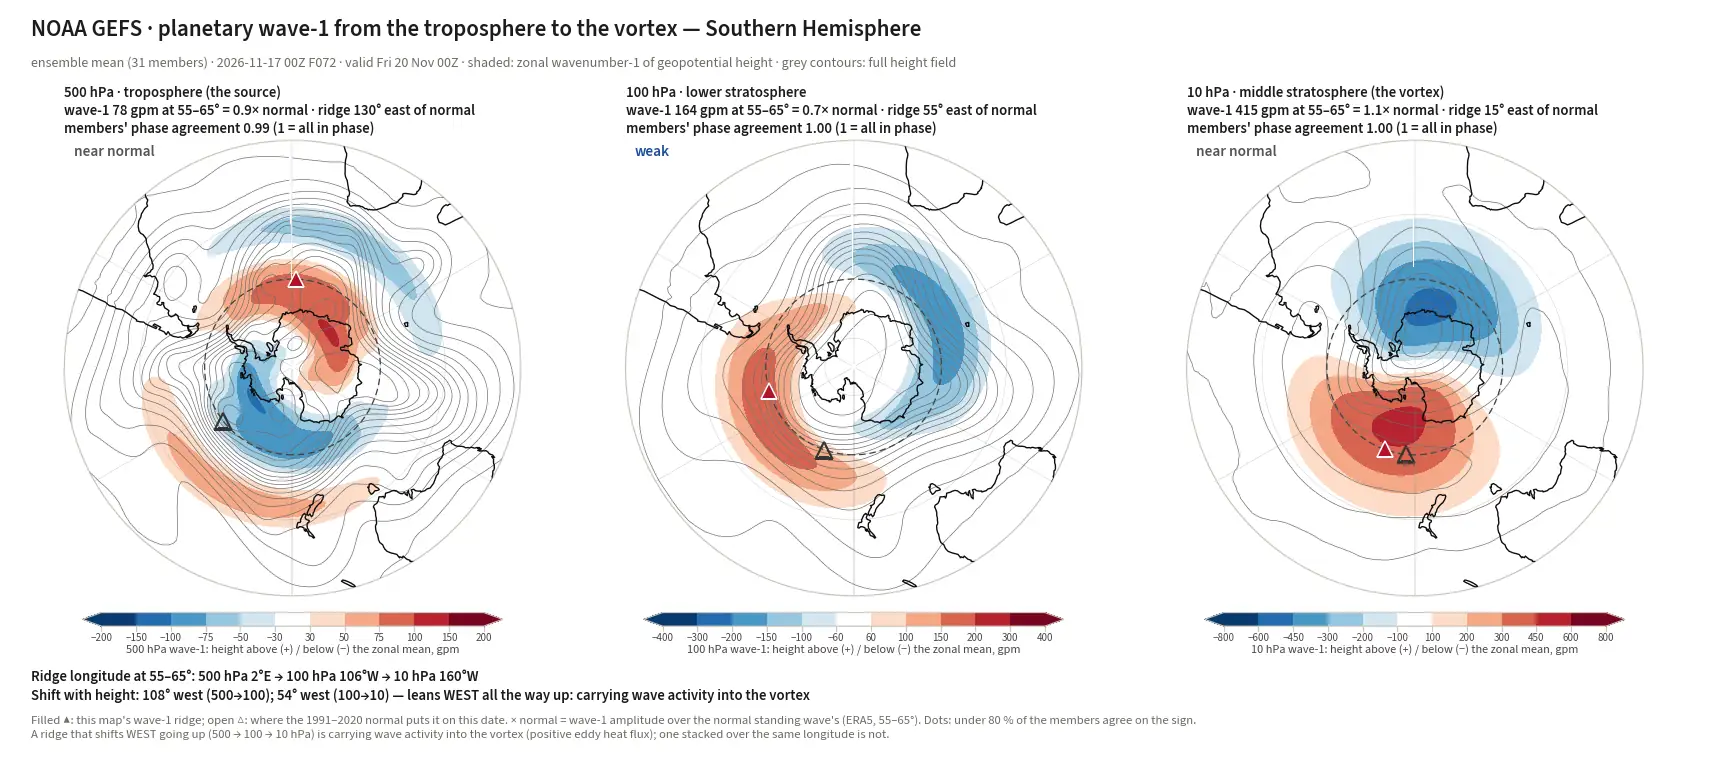 NOAA GEFS · planetary wave-1 from the troposphere to the vortex — Southern Hemisphere
ensemble mean (31 members) · 2026-11-17 00Z F072 · valid Fri 20 Nov 00Z · shaded: zonal wavenumber-1 of geopotential height · grey contours: full height field
500 hPa · troposphere (the source)
wave-1 78 gpm at 55–65° = 0.9× normal · ridge 130° east of normal
members' phase agreement 0.99 (1 = all in phase)
near normal
100 hPa · lower stratosphere
wave-1 164 gpm at 55–65° = 0.7× normal · ridge 55° east of normal
members' phase agreement 1.00 (1 = all in phase)
weak
10 hPa · middle stratosphere (the vortex)
wave-1 415 gpm at 55–65° = 1.1× normal · ridge 15° east of normal
members' phase agreement 1.00 (1 = all in phase)
near normal
−200 −150 −100 −75 −50 −30 30 50 75 100 150 200
500 hPa wave-1: height above (+) / below (−) the zonal mean, gpm
−400 −300 −200 −150 −100 −60 60 100 150 200 300 400
100 hPa wave-1: height above (+) / below (−) the zonal mean, gpm
−800 −600 −450 −300 −200 −100 100 200 300 450 600 800
10 hPa wave-1: height above (+) / below (−) the zonal mean, gpm
Ridge longitude at 55–65°: 500 hPa 2°E → 100 hPa 106°W → 10 hPa 160°W
Shift with height: 108° west (500→100); 54° west (100→10) — leans WEST all the way up: carrying wave activity into the vortex
Filled ▲: this map's wave-1 ridge; open △: where the 1991–2020 normal puts it on this date. × normal = wave-1 amplitude over the normal standing wave's (ERA5, 55–65°). Dots: under 80 % of the members agree on the sign.
A ridge that shifts WEST going up (500 → 100 → 10 hPa) is carrying wave activity into the vortex (positive eddy heat flux); one stacked over the same longitude is not.